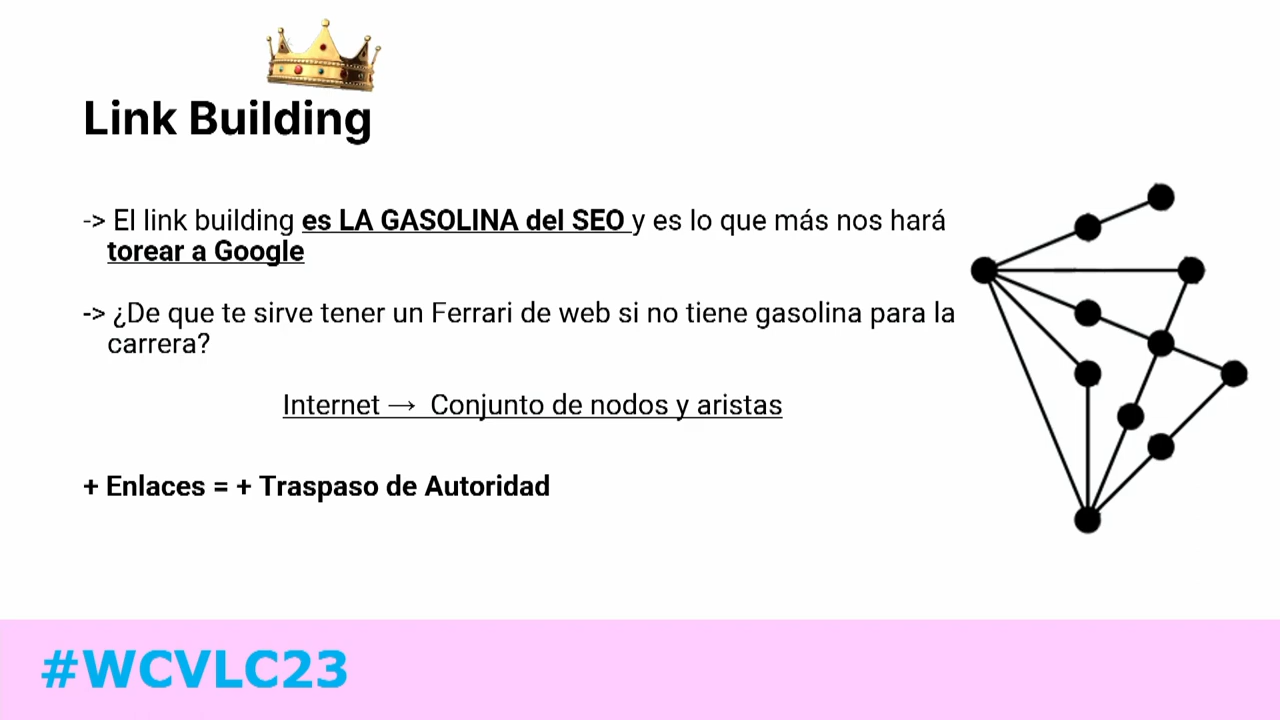 Link Building
-> El link building es LA GASOLINA del SEO y es lo que más nos hará
torear a Google
-> ¿De que te sirve tener un Ferrari de web si no tiene gasolina para la
carrera?
Internet → Conjunto de nodos y aristas
+ Enlaces = + Traspaso de Autoridad
#WCVLC23